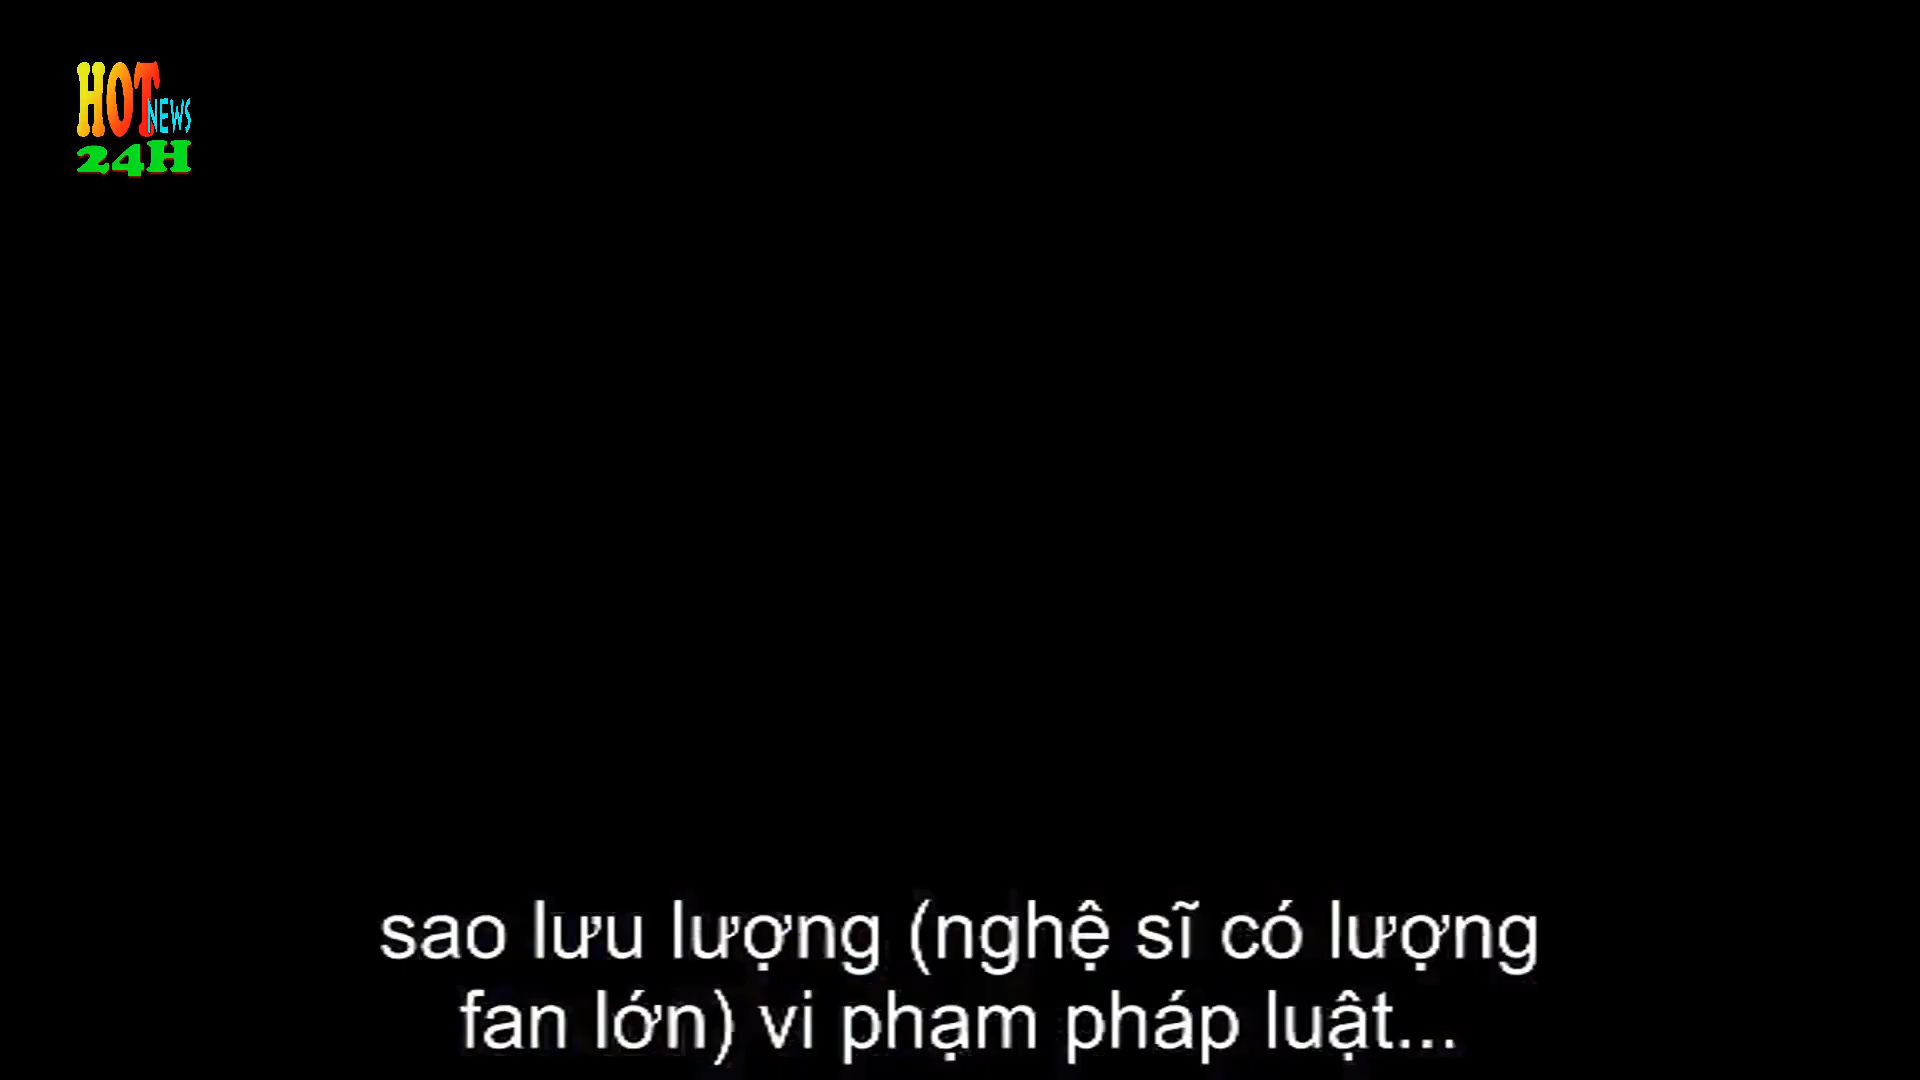 HOT
NEWS
24H
sao lưu lượng (nghệ sĩ có lượng
fan lớn) vi phạm pháp luật...